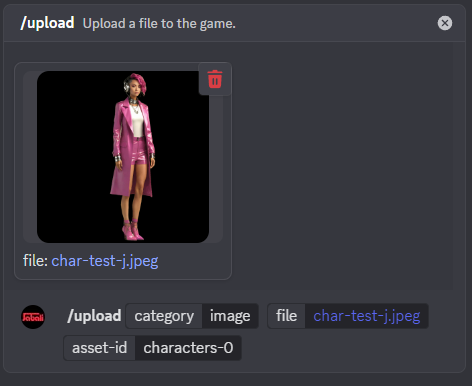 /upload Upload a file to the game.
file: char-test-j.jpeg
/upload category image file char-test-j.jpeg
asset-id characters-0